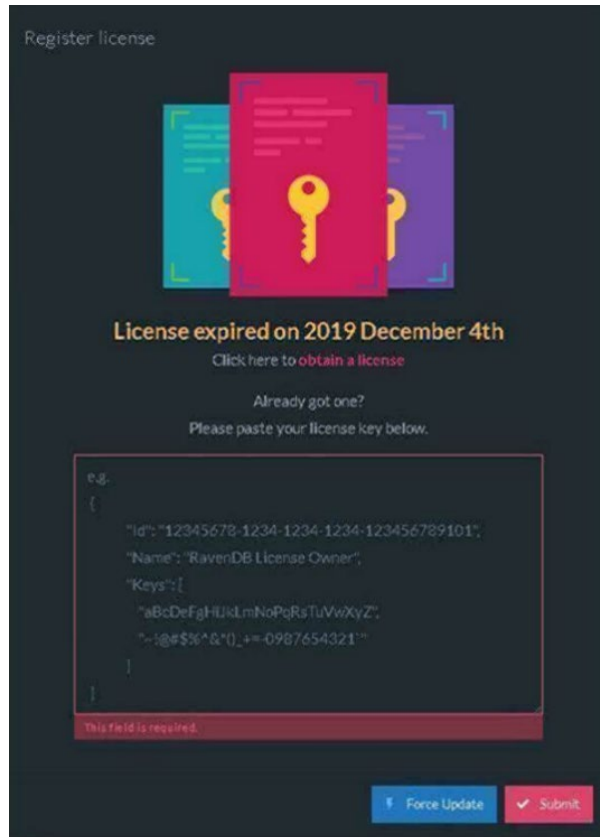 Register license
License expired on 2019 December 4th
Click here to obtain a license
Already got one?
Please paste your license key below.
e.g.
{
"Id": "12345678-1234-1234-1234-123456789101",
"Name": "RavenDB License Owner",
"Keys": [
"aBcDeFgHIJkLmNoPqRsTuVwXyZ",
"~!@#$%^&*()_+=-0987654321`"
]
}
This field is required.
Force Update
Submit